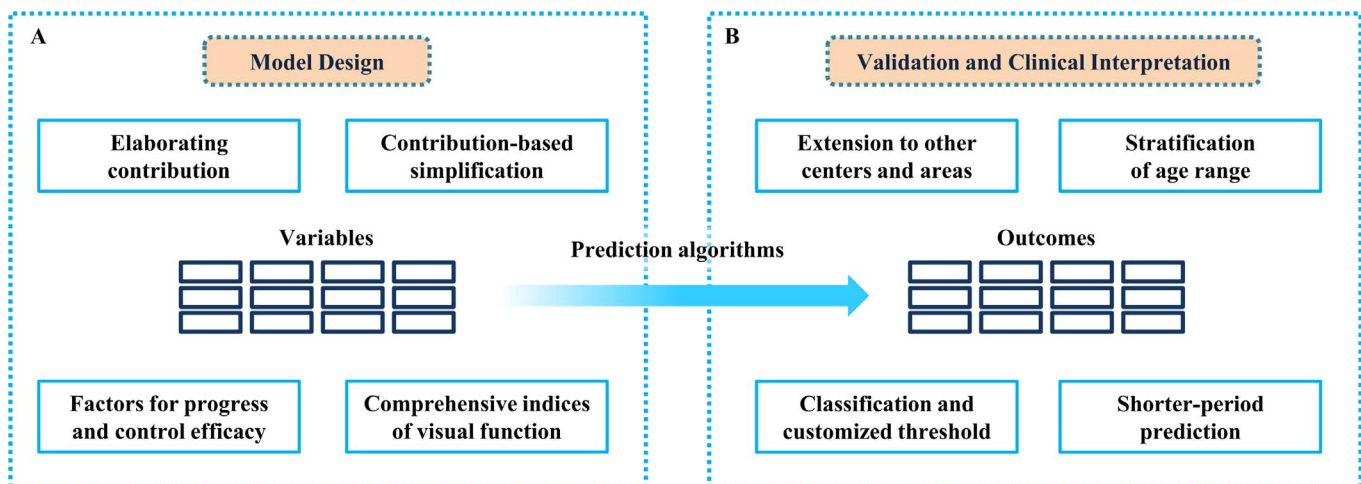 A
Model Design
Elaborating
contribution
Contribution-based
simplification
Variables
Factors for progress
and control efficacy
Comprehensive indices
of visual function
Prediction algorithms
B
Validation and Clinical Interpretation
Extension to other
centers and areas
Stratification
of age range
Outcomes
Classification and
customized threshold
Shorter-period
prediction